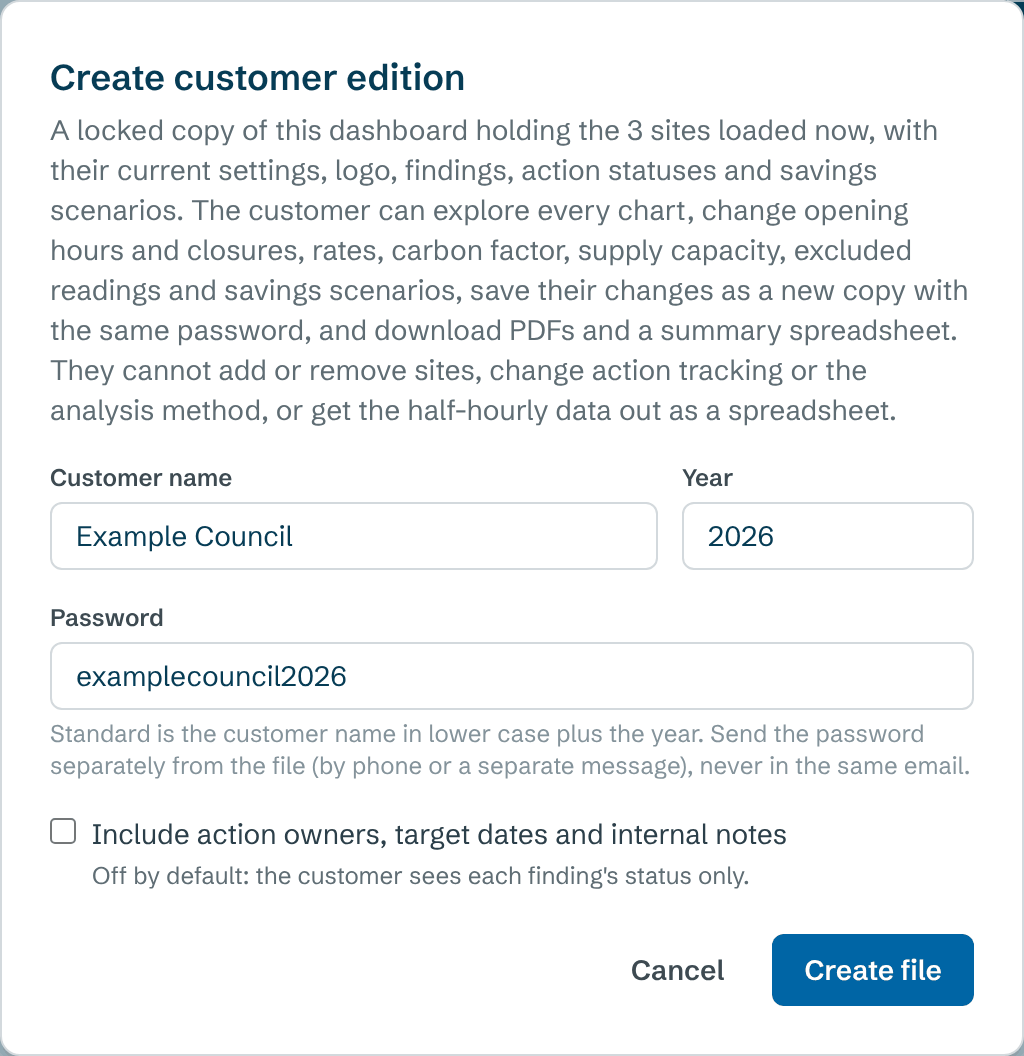 Create customer edition
A locked copy of this dashboard holding the 3 sites loaded now, with
their current settings, logo, findings, action statuses and savings
scenarios. The customer can explore every chart, change opening
hours and closures, rates, carbon factor, supply capacity, excluded
readings and savings scenarios, save their changes as a new copy with
the same password, and download PDFs and a summary spreadsheet.
They cannot add or remove sites, change action tracking or the
analysis method, or get the half-hourly data out as a spreadsheet.
Customer name
Year
Example Council
2026
Password
examplecouncil2026
Standard is the customer name in lower case plus the year. Send the password
separately from the file (by phone or a separate message), never in the same email.
Include action owners, target dates and internal notes
Off by default: the customer sees each finding's status only.
Cancel
Create file